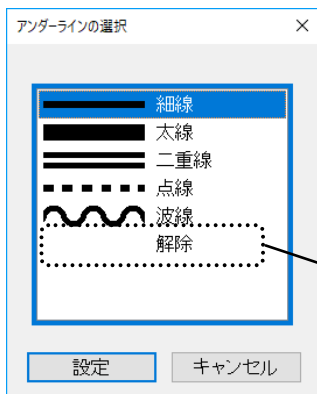 アンダーラインの選択
細線
太線
二重線
点線
波線
解除
設定
キャンセル